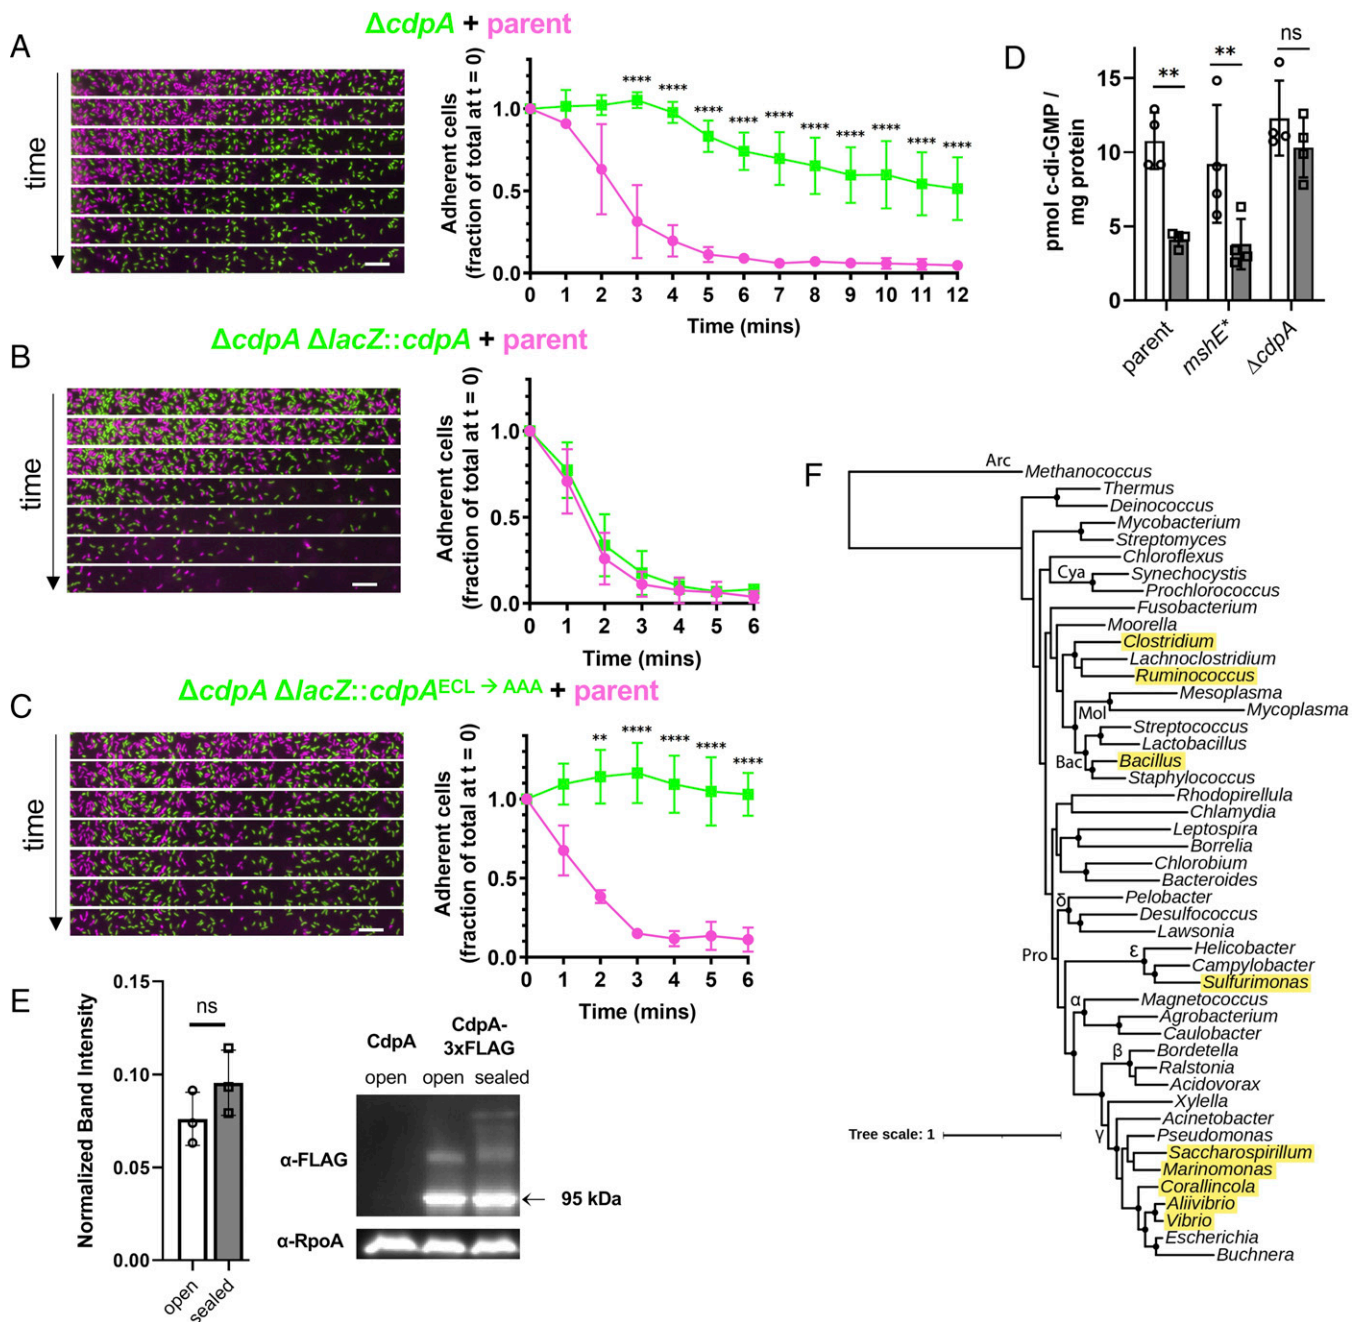 A
ΔcdpA + parent
time
Adherent cells
(fraction of total at t = 0)
1.0
0.5
0.0
**** **** **** **** **** **** **** **** **** ****
0 1 2 3 4 5 6 7 8 9 10 11 12
Time (mins)
B
ΔcdpA ΔlacZ::cdpA + parent
time
Adherent cells
(fraction of total at t = 0)
1.0
0.5
0.0
0 1 2 3 4 5 6
Time (mins)
C
ΔcdpA ΔlacZ::cdpA^ECL → AAA + parent
time
Adherent cells
(fraction of total at t = 0)
1.0
0.5
0.0
** **** **** **** ****
0 1 2 3 4 5 6
Time (mins)
D
pmol c-di-GMP /
mg protein
15
10
5
0
** ** ns
parent
mshE*
ΔcdpA
E
Normalized Band Intensity
0.15
0.10
0.05
0.00
ns
open
sealed
CdpA
CdpA-
3xFLAG
open open sealed
α-FLAG
← 95 kDa
α-RpoA
F
Arc
Methanococcus
Thermus
Deinococcus
Mycobacterium
Streptomyces
Chloroflexus
Cya
Synechocystis
Prochlorococcus
Fusobacterium
Moorella
Clostridium
Lachnoclostridium
Ruminococcus
Mesoplasma
Mol
Mycoplasma
Streptococcus
Lactobacillus
Bac
Bacillus
Staphylococcus
Rhodopirellula
Chlamydia
Leptospira
Borrelia
Chlorobium
Bacteroides
δ
Pelobacter
Desulfococcus
Lawsonia
Pro
ε
Helicobacter
Campylobacter
Sulfurimonas
α
Magnetococcus
Agrobacterium
Caulobacter
β
Bordetella
Ralstonia
Acidovorax
Xylella
Acinetobacter
γ
Pseudomonas
Saccharospirillum
Marinomonas
Corallincola
Aliivibrio
Vibrio
Escherichia
Buchnera
Tree scale: 1